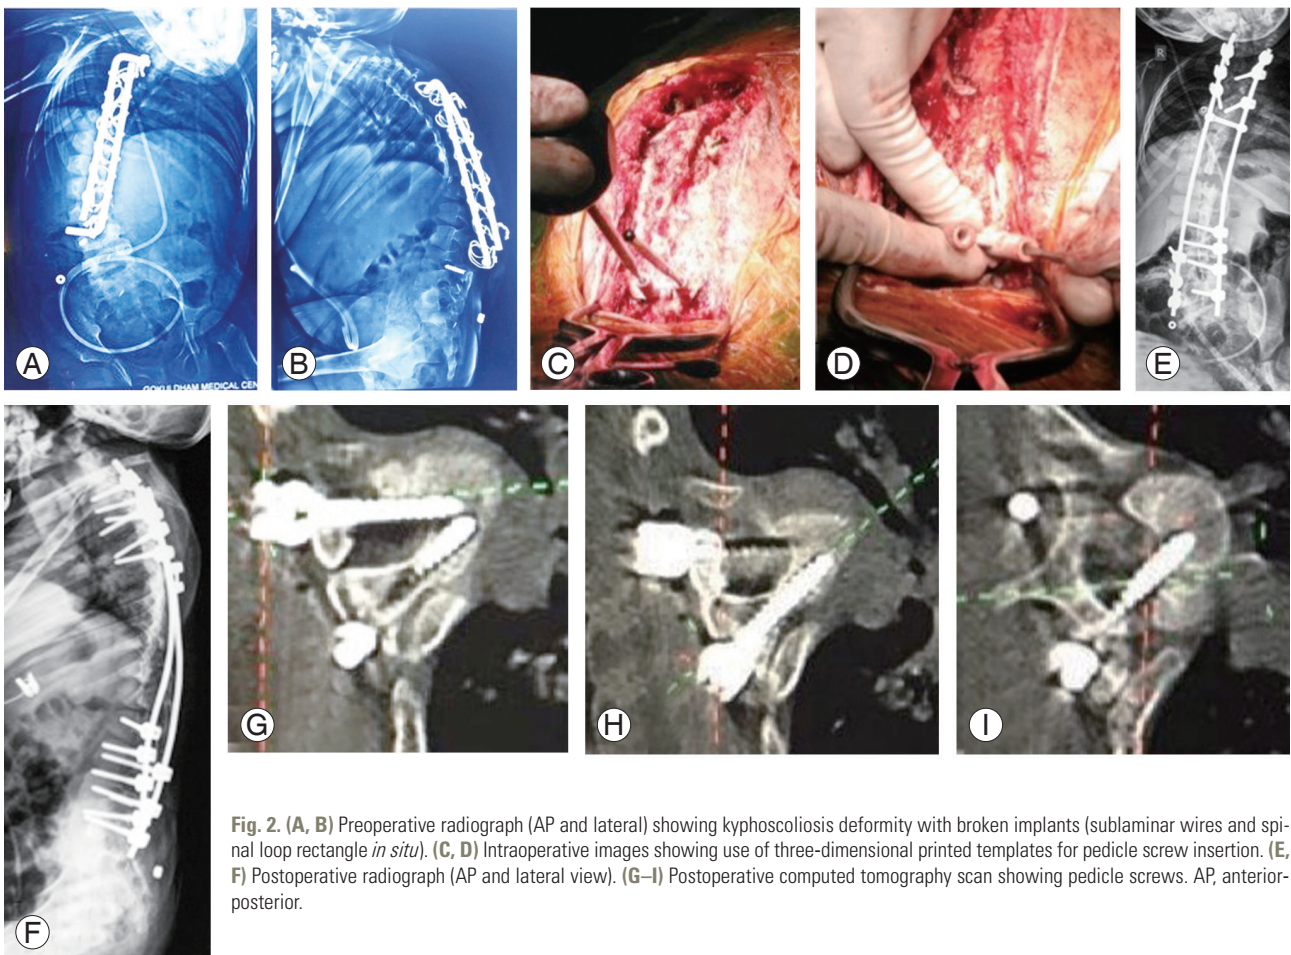 A
GOKULDHAM MEDICAL CEN
B
C
D
R
E
F
G
H
I
Fig. 2. (A, B) Preoperative radiograph (AP and lateral) showing kyphoscoliosis deformity with broken implants (sublaminar wires and spi-
nal loop rectangle in situ). (C, D) Intraoperative images showing use of three-dimensional printed templates for pedicle screw insertion. (E,
F) Postoperative radiograph (AP and lateral view). (G–I) Postoperative computed tomography scan showing pedicle screws. AP, anterior-
posterior.